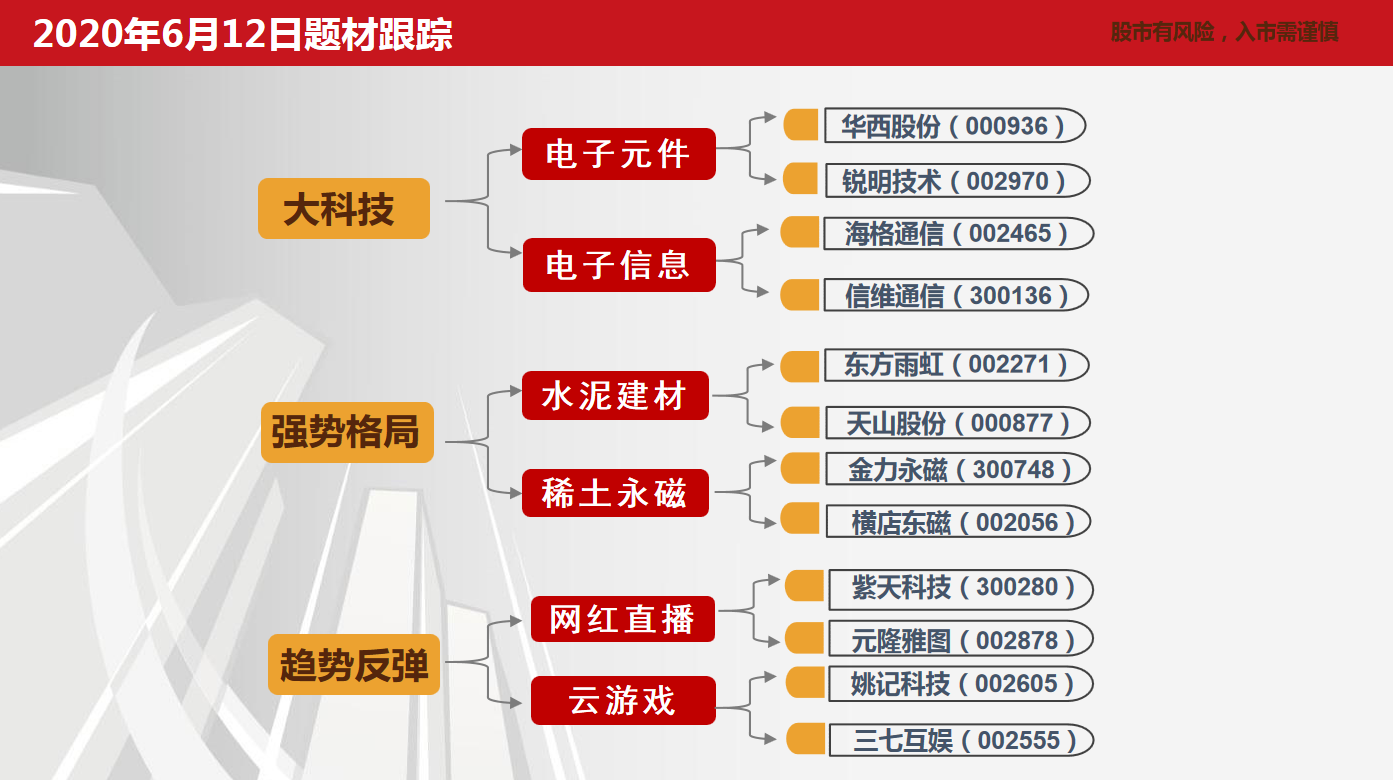 2020年6月12日题材跟踪
股市有风险，入市需谨慎
大科技
电子元件
华西股份（000936）
锐明技术（002970）
电子信息
海格通信（002465）
信维通信（300136）
强势格局
水泥建材
东方雨虹（002271）
天山股份（000877）
稀土永磁
金力永磁（300748）
横店东磁（002056）
趋势反弹
网红直播
紫天科技（300280）
元隆雅图（002878）
云游戏
姚记科技（002605）
三七互娱（002555）